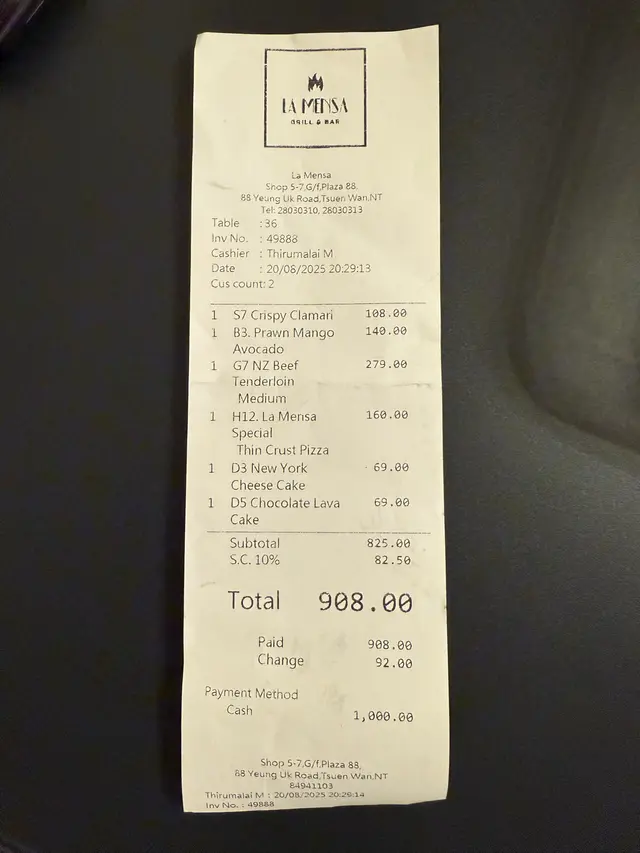 LA MENSA
GRILL & BAR
La Mensa
Shop 5-7,G/f,Plaza 88,
88 Yeung Uk Road,Tsuen Wan,NT
Tel: 28030310, 28030313
Table : 36
Inv No. : 49888
Cashier : Thirumalai M
Date : 20/08/2025 20:29:13
Cus count: 2
1 S7 Crispy Clamari 108.00
1 B3. Prawn Mango 140.00
Avocado
1 G7 NZ Beef 279.00
Tenderloin
Medium
1 H12. La Mensa 160.00
Special
Thin Crust Pizza
1 D3 New York 69.00
Cheese Cake
1 D5 Chocolate Lava 69.00
Cake
Subtotal 825.00
S.C. 10% 82.50
Total 908.00
Paid 908.00
Change 92.00
Payment Method
Cash 1,000.00
Shop 5-7,G/f,Plaza 88,
88 Yeung Uk Road,Tsuen Wan,NT
84941103
Thirumalai M : 20/08/2025 20:29:14
Inv No. : 49888